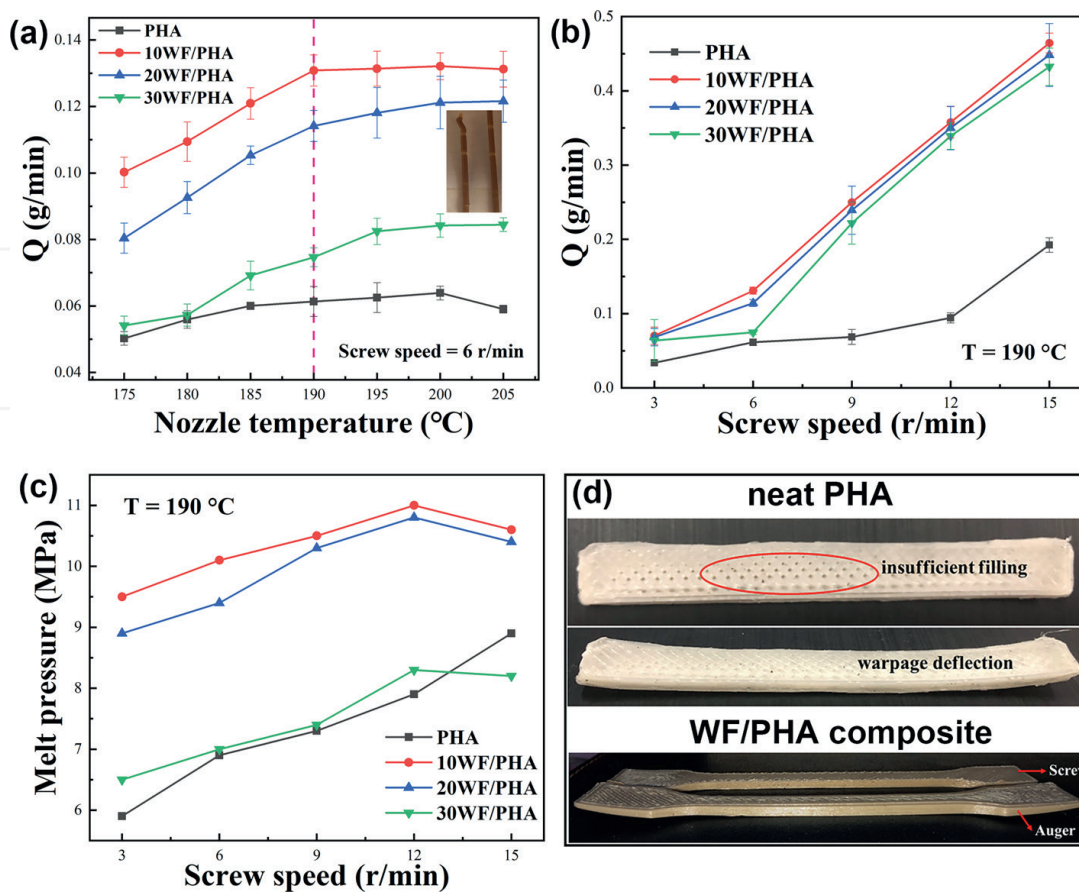 (a)
PHA
10WF/PHA
20WF/PHA
30WF/PHA
0.14
0.12
0.10
0.08
0.06
0.04
Q (g/min)
Screw speed = 6 r/min
175 180 185 190 195 200 205
Nozzle temperature (°C)
(b)
PHA
10WF/PHA
20WF/PHA
30WF/PHA
0.5
0.4
0.3
0.2
0.1
0.0
Q (g/min)
T = 190 °C
3 6 9 12 15
Screw speed (r/min)
(c)
T = 190 °C
11
10
9
8
7
6
Melt pressure (MPa)
PHA
10WF/PHA
20WF/PHA
30WF/PHA
3 6 9 12 15
Screw speed (r/min)
(d)
neat PHA
insufficient filling
warpage deflection
WF/PHA composite
Screw
Auger